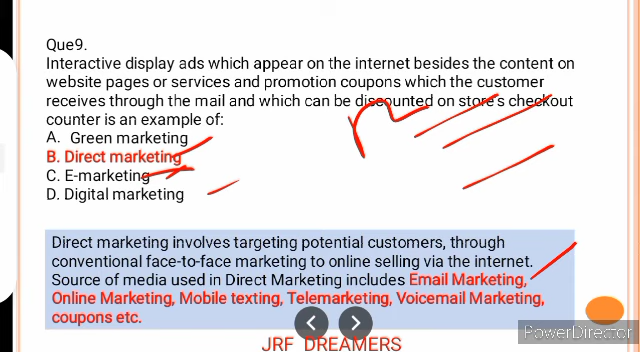 Que9.
Interactive display ads which appear on the internet besides the content on
website pages or services and promotion coupons which the customer
receives through the mail and which can be discounted on store's checkout
counter is an example of:
A. Green marketing
B. Direct marketing
C. E-marketing
D. Digital marketing
Direct marketing involves targeting potential customers, through
conventional face-to-face marketing to online selling via the internet.
Source of media used in Direct Marketing includes Email Marketing,
Online Marketing, Mobile texting, Telemarketing, Voicemail Marketing,
coupons etc.
PowerDirector
JRF DREAMERS